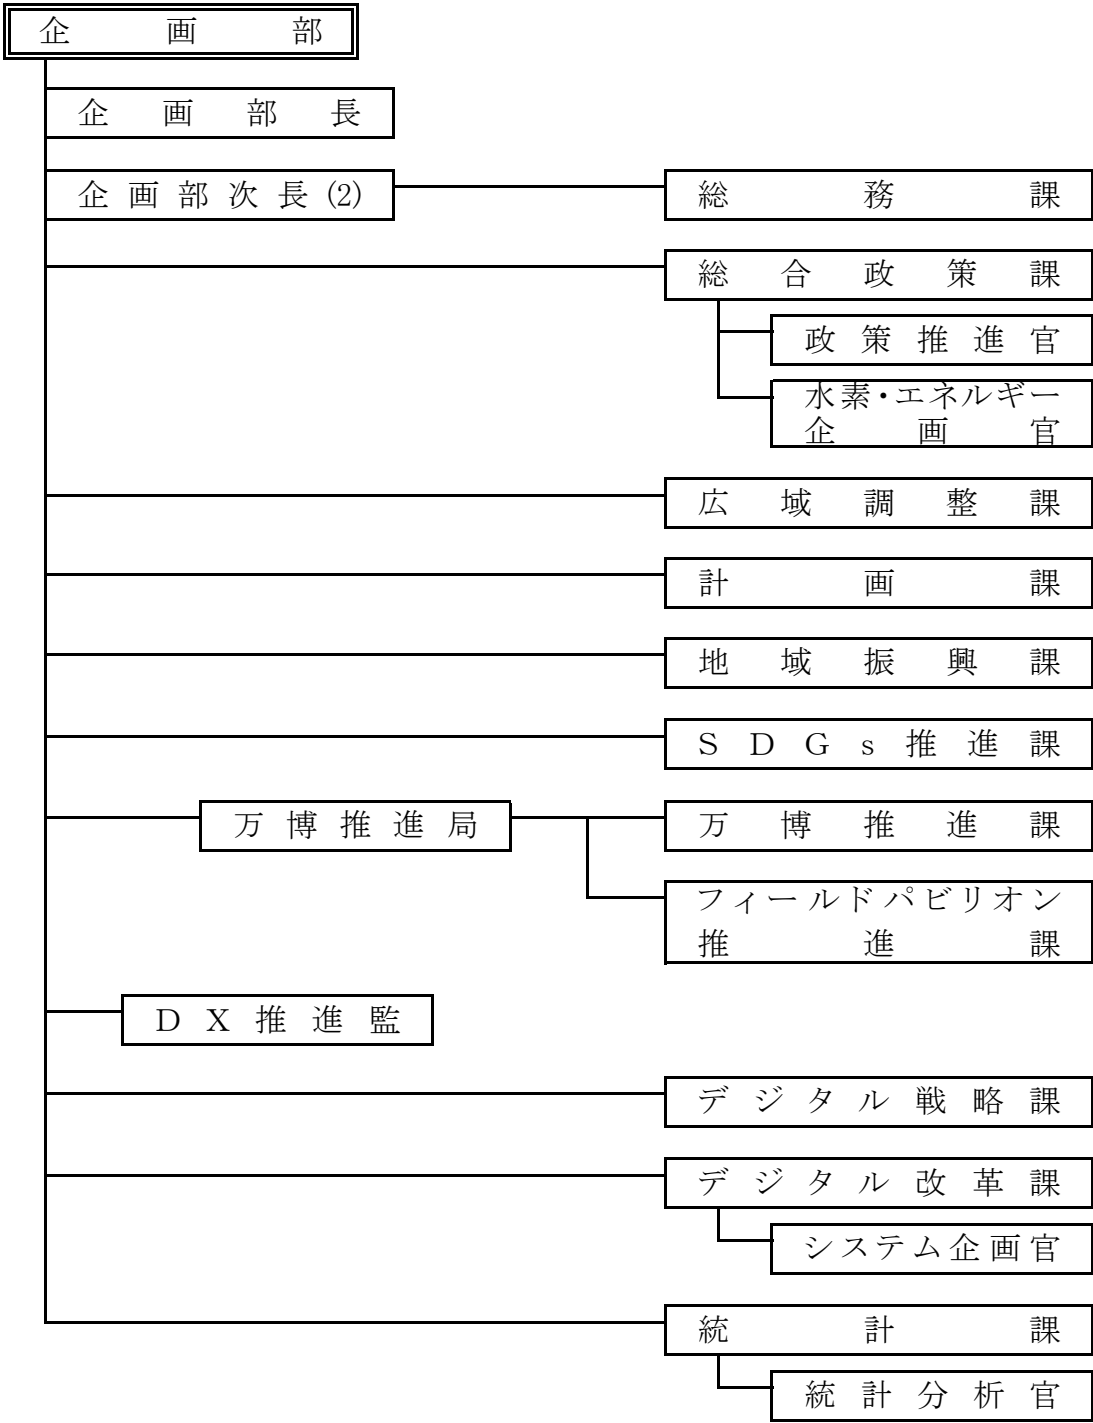 企画部
企画部長
企画部次長(2)
総務課
総合政策課
政策推進官
水素・エネルギー
企画官
広域調整課
計画課
地域振興課
SDGs推進課
万博推進局
万博推進課
フィールドパビリオン
推進課
DX推進監
デジタル戦略課
デジタル改革課
システム企画官
統計課
統計分析官